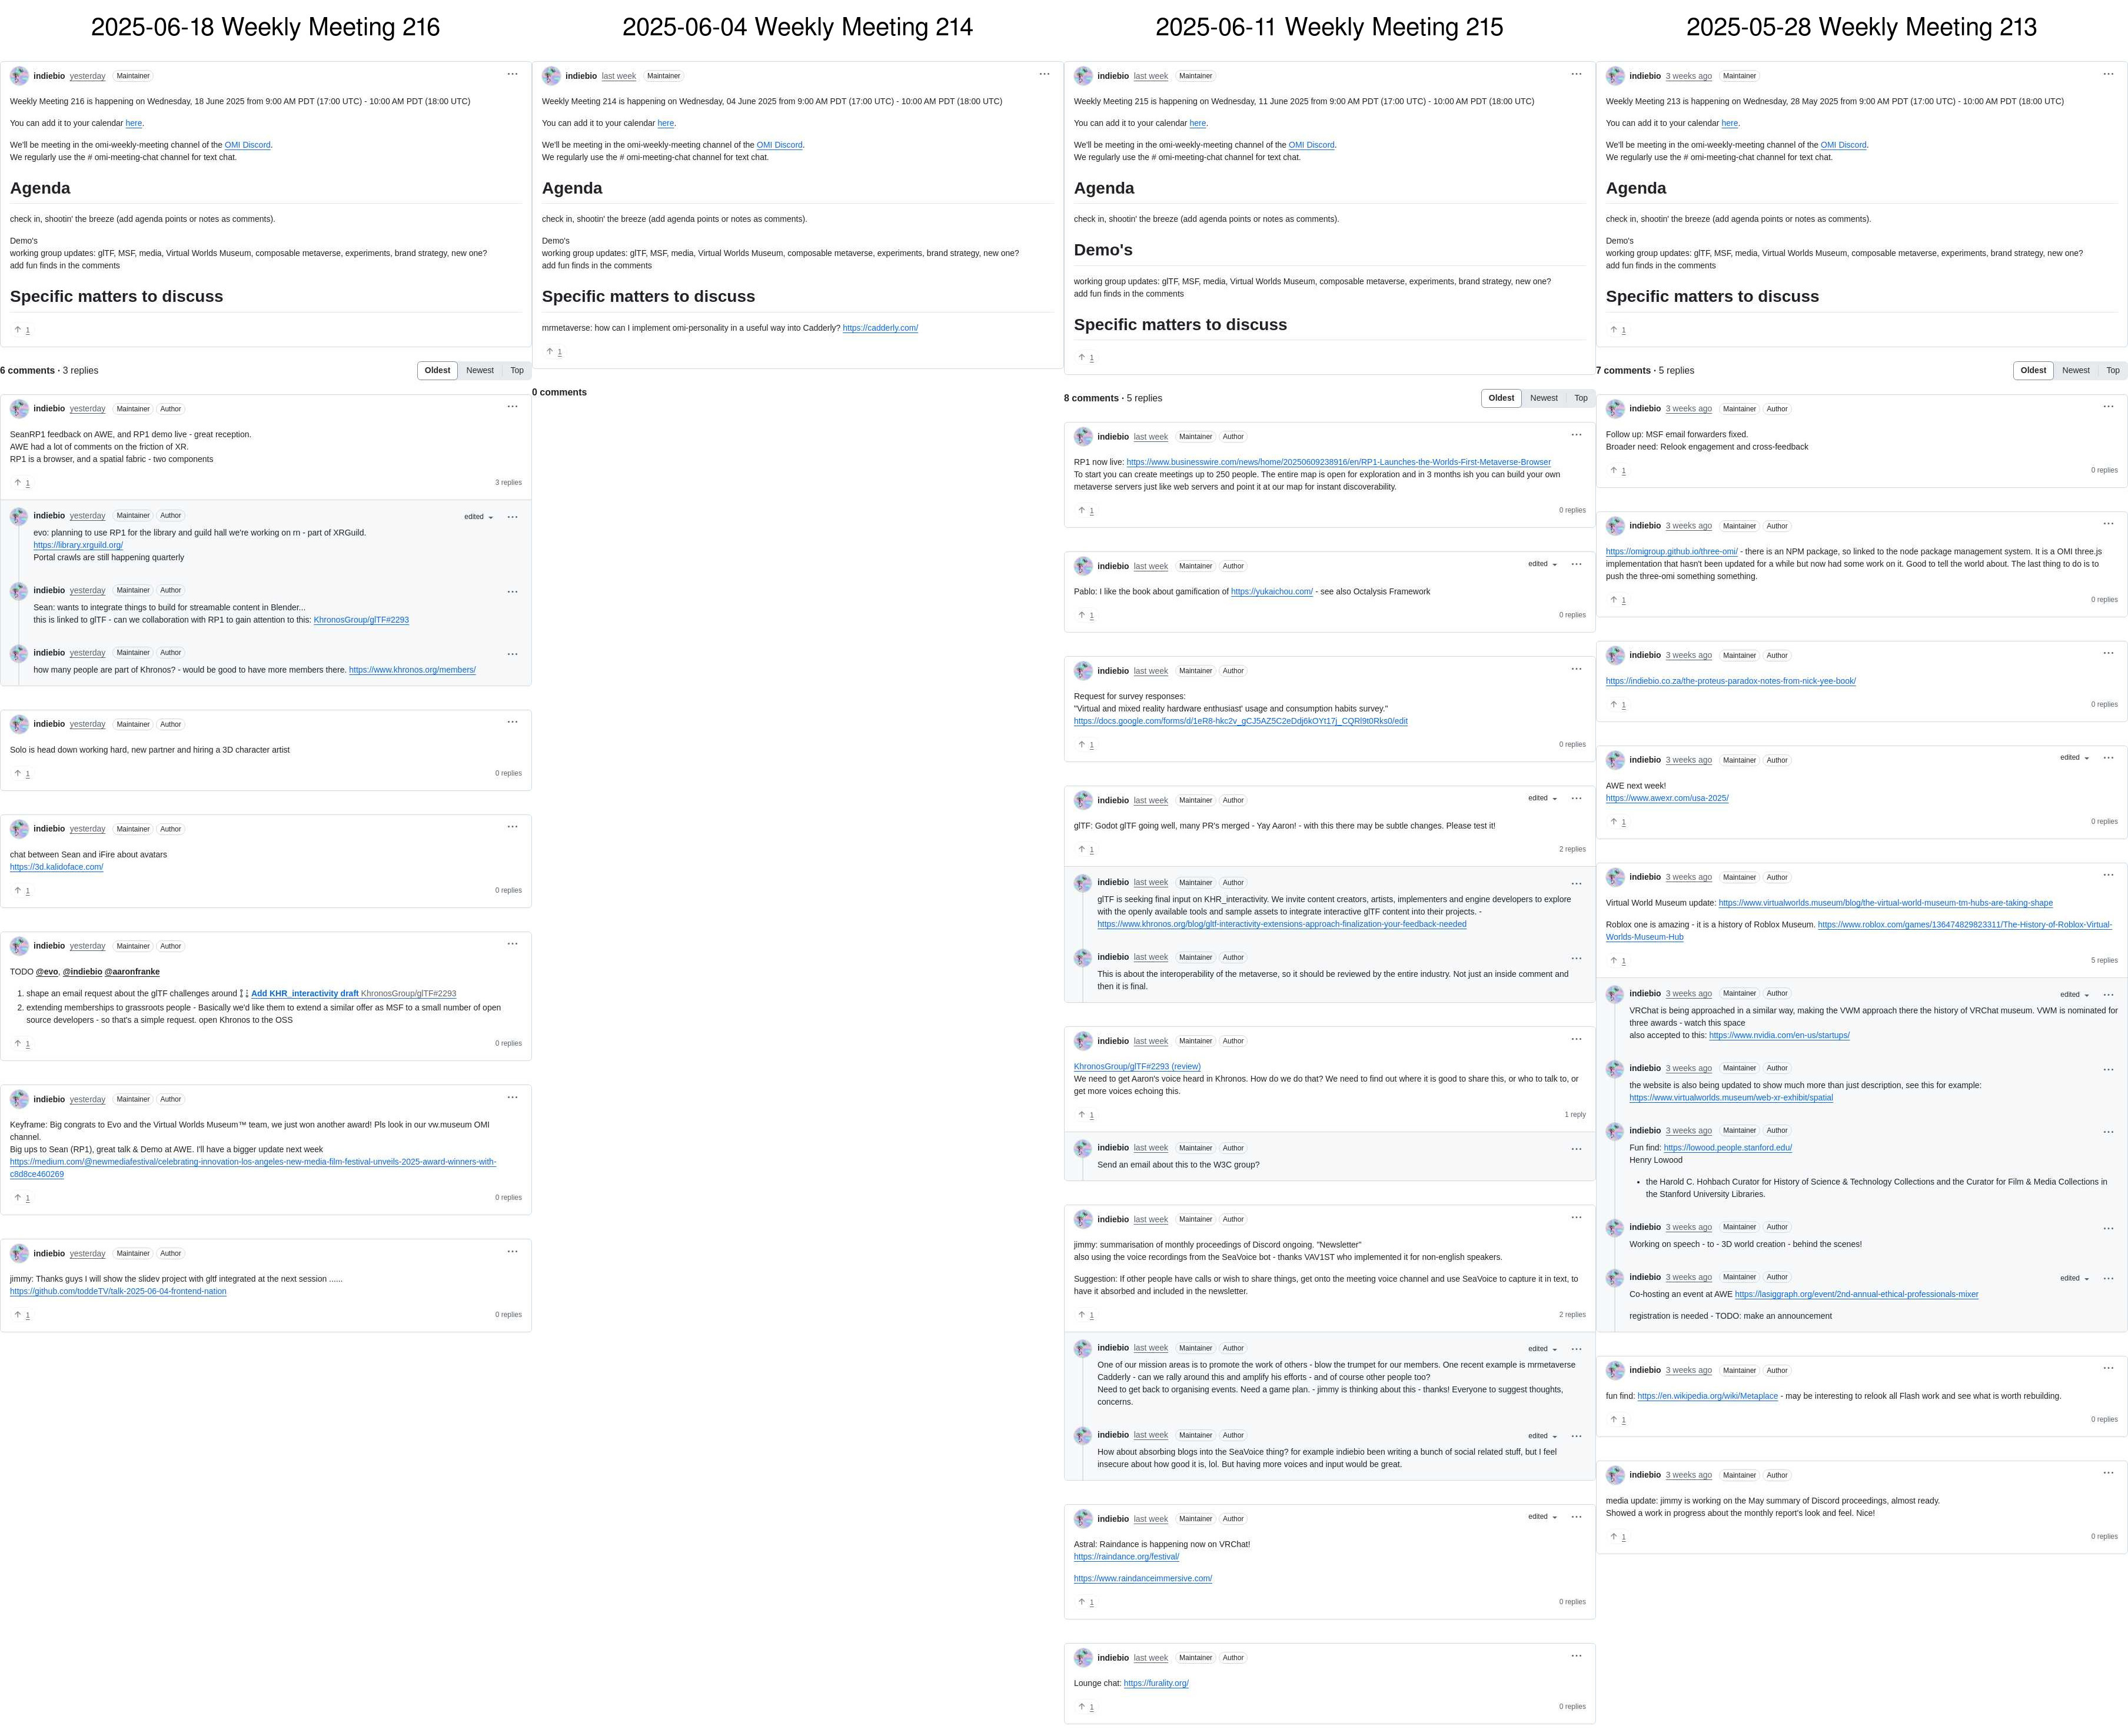 2025-06-18 Weekly Meeting 216
indiebio yesterday Maintainer
Weekly Meeting 216 is happening on Wednesday, 18 June 2025 from 9:00 AM PDT (17:00 UTC) - 10:00 AM PDT (18:00 UTC)
You can add it to your calendar here.
We'll be meeting in the omi-weekly-meeting channel of the OMI Discord.
We regularly use the # omi-meeting-chat channel for text chat.
Agenda
check in, shootin' the breeze (add agenda points or notes as comments).
Demo's
working group updates: glTF, MSF, media, Virtual Worlds Museum, composable metaverse, experiments, brand strategy, new one?
add fun finds in the comments
Specific matters to discuss
1
6 comments · 3 replies
Oldest Newest Top
indiebio yesterday Maintainer Author
SeanRP1 feedback on AWE, and RP1 demo live - great reception.
AWE had a lot of comments on the friction of XR.
RP1 is a browser, and a spatial fabric - two components
1 3 replies
indiebio yesterday Maintainer Author edited
evo: planning to use RP1 for the library and guild hall we're working on rn - part of XRGuild.
https://library.xrguild.org/
Portal crawls are still happening quarterly
indiebio yesterday Maintainer Author
Sean: wants to integrate things to build for streamable content in Blender...
this is linked to glTF - can we collaboration with RP1 to gain attention to this: KhronosGroup/glTF#2293
indiebio yesterday Maintainer Author
how many people are part of Khronos? - would be good to have more members there. https://www.khronos.org/members/
indiebio yesterday Maintainer Author
Solo is head down working hard, new partner and hiring a 3D character artist
1 0 replies
indiebio yesterday Maintainer Author
chat between Sean and iFire about avatars
https://3d.kalidoface.com/
1 0 replies
indiebio yesterday Maintainer Author
TODO @evo, @indiebio @aaronfranke
1. shape an email request about the glTF challenges around Add KHR_interactivity draft KhronosGroup/glTF#2293
2. extending memberships to grassroots people - Basically we'd like them to extend a similar offer as MSF to a small number of open
source developers - so that's a simple request. open Khronos to the OSS
1 0 replies
indiebio yesterday Maintainer Author
Keyframe: Big congrats to Evo and the Virtual Worlds Museum™ team, we just won another award! Pls look in our vw.museum OMI
channel.
Big ups to Sean (RP1), great talk & Demo at AWE. I'll have a bigger update next week
https://medium.com/@newmediafestival/celebrating-innovation-los-angeles-new-media-film-festival-unveils-2025-award-winners-with-
c8d8ce460269
1 0 replies
indiebio yesterday Maintainer Author
jimmy: Thanks guys I will show the slidev project with gltf integrated at the next session ......
https://github.com/toddeTV/talk-2025-06-04-frontend-nation
1 0 replies
2025-06-04 Weekly Meeting 214
indiebio last week Maintainer
Weekly Meeting 214 is happening on Wednesday, 04 June 2025 from 9:00 AM PDT (17:00 UTC) - 10:00 AM PDT (18:00 UTC)
You can add it to your calendar here.
We'll be meeting in the omi-weekly-meeting channel of the OMI Discord.
We regularly use the # omi-meeting-chat channel for text chat.
Agenda
check in, shootin' the breeze (add agenda points or notes as comments).
Demo's
working group updates: glTF, MSF, media, Virtual Worlds Museum, composable metaverse, experiments, brand strategy, new one?
add fun finds in the comments
Specific matters to discuss
mrmetaverse: how can I implement omi-personality in a useful way into Cadderly? https://cadderly.com/
1
0 comments
2025-06-11 Weekly Meeting 215
indiebio last week Maintainer
Weekly Meeting 215 is happening on Wednesday, 11 June 2025 from 9:00 AM PDT (17:00 UTC) - 10:00 AM PDT (18:00 UTC)
You can add it to your calendar here.
We'll be meeting in the omi-weekly-meeting channel of the OMI Discord.
We regularly use the # omi-meeting-chat channel for text chat.
Agenda
check in, shootin' the breeze (add agenda points or notes as comments).
Demo's
working group updates: glTF, MSF, media, Virtual Worlds Museum, composable metaverse, experiments, brand strategy, new one?
add fun finds in the comments
Specific matters to discuss
1
8 comments · 5 replies
Oldest Newest Top
indiebio last week Maintainer Author
RP1 now live: https://www.businesswire.com/news/home/20250609238916/en/RP1-Launches-the-Worlds-First-Metaverse-Browser
To start you can create meetings up to 250 people. The entire map is open for exploration and in 3 months ish you can build your own
metaverse servers just like web servers and point it at our map for instant discoverability.
1 0 replies
indiebio last week Maintainer Author edited
Pablo: I like the book about gamification of https://yukaichou.com/ - see also Octalysis Framework
1 0 replies
indiebio last week Maintainer Author
Request for survey responses:
"Virtual and mixed reality hardware enthusiast' usage and consumption habits survey."
https://docs.google.com/forms/d/1eR8-hkc2v_gCJ5AZ5C2eDdj6kOYt17j_CQRl9t0Rks0/edit
1 0 replies
indiebio last week Maintainer Author edited
glTF: Godot glTF going well, many PR's merged - Yay Aaron! - with this there may be subtle changes. Please test it!
1 2 replies
indiebio last week Maintainer Author
glTF is seeking final input on KHR_interactivity. We invite content creators, artists, implementers and engine developers to explore
with the openly available tools and sample assets to integrate interactive glTF content into their projects. -
https://www.khronos.org/blog/gltf-interactivity-extensions-approach-finalization-your-feedback-needed
indiebio last week Maintainer Author
This is about the interoperability of the metaverse, so it should be reviewed by the entire industry. Not just an inside comment and
then it is final.
indiebio last week Maintainer Author
KhronosGroup/glTF#2293 (review)
We need to get Aaron's voice heard in Khronos. How do we do that? We need to find out where it is good to share this, or who to talk to, or
get more voices echoing this.
1 1 reply
indiebio last week Maintainer Author
Send an email about this to the W3C group?
indiebio last week Maintainer Author
jimmy: summarisation of monthly proceedings of Discord ongoing. "Newsletter"
also using the voice recordings from the SeaVoice bot - thanks VAV1ST who implemented it for non-english speakers.
Suggestion: If other people have calls or wish to share things, get onto the meeting voice channel and use SeaVoice to capture it in text, to
have it absorbed and included in the newsletter.
1 2 replies
indiebio last week Maintainer Author edited
One of our mission areas is to promote the work of others - blow the trumpet for our members. One recent example is mrmetaverse
Cadderly - can we rally around this and amplify his efforts - and of course other people too?
Need to get back to organising events. Need a game plan. - jimmy is thinking about this - thanks! Everyone to suggest thoughts,
concerns.
indiebio last week Maintainer Author edited
How about absorbing blogs into the SeaVoice thing? for example indiebio been writing a bunch of social related stuff, but I feel
insecure about how good it is, lol. But having more voices and input would be great.
indiebio last week Maintainer Author edited
Astral: Raindance is happening now on VRChat!
https://raindance.org/festival/
https://www.raindanceimmersive.com/
1 0 replies
indiebio last week Maintainer Author
Lounge chat: https://furality.org/
1 0 replies
2025-05-28 Weekly Meeting 213
indiebio 3 weeks ago Maintainer
Weekly Meeting 213 is happening on Wednesday, 28 May 2025 from 9:00 AM PDT (17:00 UTC) - 10:00 AM PDT (18:00 UTC)
You can add it to your calendar here.
We'll be meeting in the omi-weekly-meeting channel of the OMI Discord.
We regularly use the # omi-meeting-chat channel for text chat.
Agenda
check in, shootin' the breeze (add agenda points or notes as comments).
Demo's
working group updates: glTF, MSF, media, Virtual Worlds Museum, composable metaverse, experiments, brand strategy, new one?
add fun finds in the comments
Specific matters to discuss
1
7 comments · 5 replies
Oldest Newest Top
indiebio 3 weeks ago Maintainer Author
Follow up: MSF email forwarders fixed.
Broader need: Relook engagement and cross-feedback
1 0 replies
indiebio 3 weeks ago Maintainer Author
https://omigroup.github.io/three-omi/ - there is an NPM package, so linked to the node package management system. It is a OMI three.js
implementation that hasn't been updated for a while but now had some work on it. Good to tell the world about. The last thing to do is to
push the three-omi something something.
1 0 replies
indiebio 3 weeks ago Maintainer Author
https://indiebio.co.za/the-proteus-paradox-notes-from-nick-yee-book/
1 0 replies
indiebio 3 weeks ago Maintainer Author edited
AWE next week!
https://www.awexr.com/usa-2025/
1 0 replies
indiebio 3 weeks ago Maintainer Author
Virtual World Museum update: https://www.virtualworlds.museum/blog/the-virtual-world-museum-tm-hubs-are-taking-shape
Roblox one is amazing - it is a history of Roblox Museum. https://www.roblox.com/games/136474829823311/The-History-of-Roblox-Virtual-
Worlds-Museum-Hub
1 5 replies
indiebio 3 weeks ago Maintainer Author edited
VRChat is being approached in a similar way, making the VWM approach there the history of VRChat museum. VWM is nominated for
three awards - watch this space
also accepted to this: https://www.nvidia.com/en-us/startups/
indiebio 3 weeks ago Maintainer Author
the website is also being updated to show much more than just description, see this for example:
https://www.virtualworlds.museum/web-xr-exhibit/spatial
indiebio 3 weeks ago Maintainer Author
Fun find: https://lowood.people.stanford.edu/
Henry Lowood
• the Harold C. Hohbach Curator for History of Science & Technology Collections and the Curator for Film & Media Collections in
the Stanford University Libraries.
indiebio 3 weeks ago Maintainer Author
Working on speech - to - 3D world creation - behind the scenes!
indiebio 3 weeks ago Maintainer Author edited
Co-hosting an event at AWE https://lasiggraph.org/event/2nd-annual-ethical-professionals-mixer
registration is needed - TODO: make an announcement
indiebio 3 weeks ago Maintainer Author
fun find: https://en.wikipedia.org/wiki/Metaplace - may be interesting to relook all Flash work and see what is worth rebuilding.
1 0 replies
indiebio 3 weeks ago Maintainer Author
media update: jimmy is working on the May summary of Discord proceedings, almost ready.
Showed a work in progress about the monthly report's look and feel. Nice!
1 0 replies